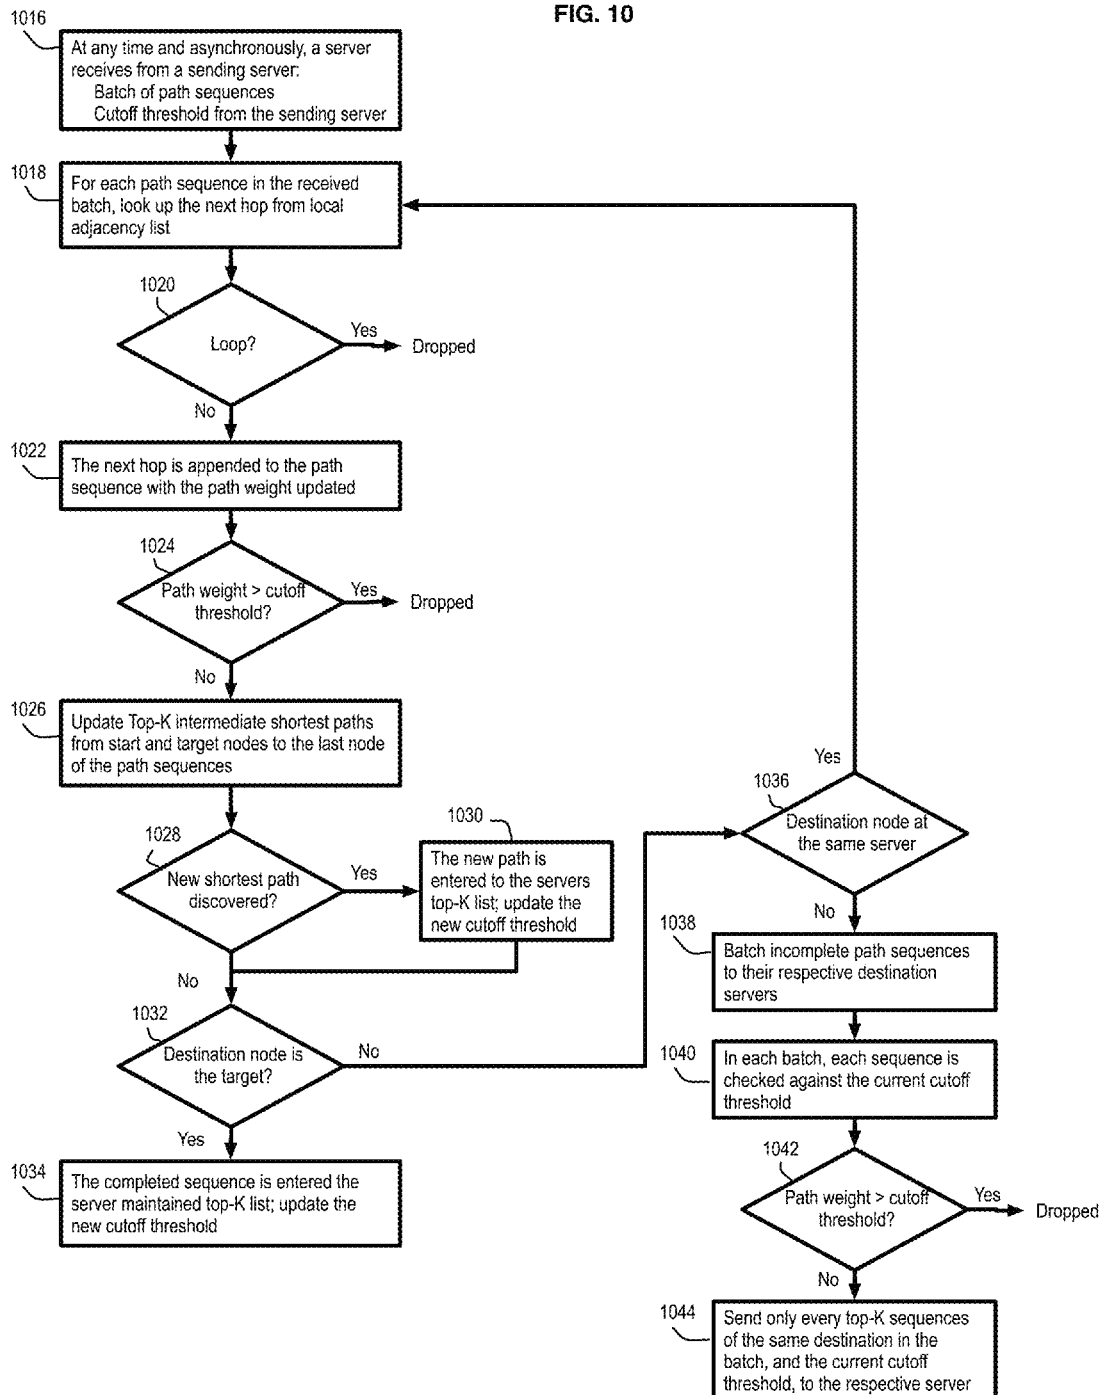 FIG. 10
1016
At any time and asynchronously, a server
receives from a sending server:
Batch of path sequences
Cutoff threshold from the sending server
1018
For each path sequence in the received
batch, look up the next hop from local
adjacency list
1020
Loop?
Yes
Dropped
No
1022
The next hop is appended to the path
sequence with the path weight updated
1024
Path weight > cutoff
threshold?
Yes
Dropped
No
1026
Update Top-K intermediate shortest paths
from start and target nodes to the last node
of the path sequences
1028
New shortest path
discovered?
Yes
1030
The new path is
entered to the servers
top-K list; update the
new cutoff threshold
No
1032
Destination node is
the target?
No
Yes
1034
The completed sequence is entered the
server maintained top-K list; update the
new cutoff threshold
Yes
1036
Destination node at
the same server
No
1038
Batch incomplete path sequences
to their respective destination
servers
1040
In each batch, each sequence is
checked against the current cutoff
threshold
1042
Path weight > cutoff
threshold?
Yes
Dropped
No
1044
Send only every top-K sequences
of the same destination in the
batch, and the current cutoff
threshold, to the respective server